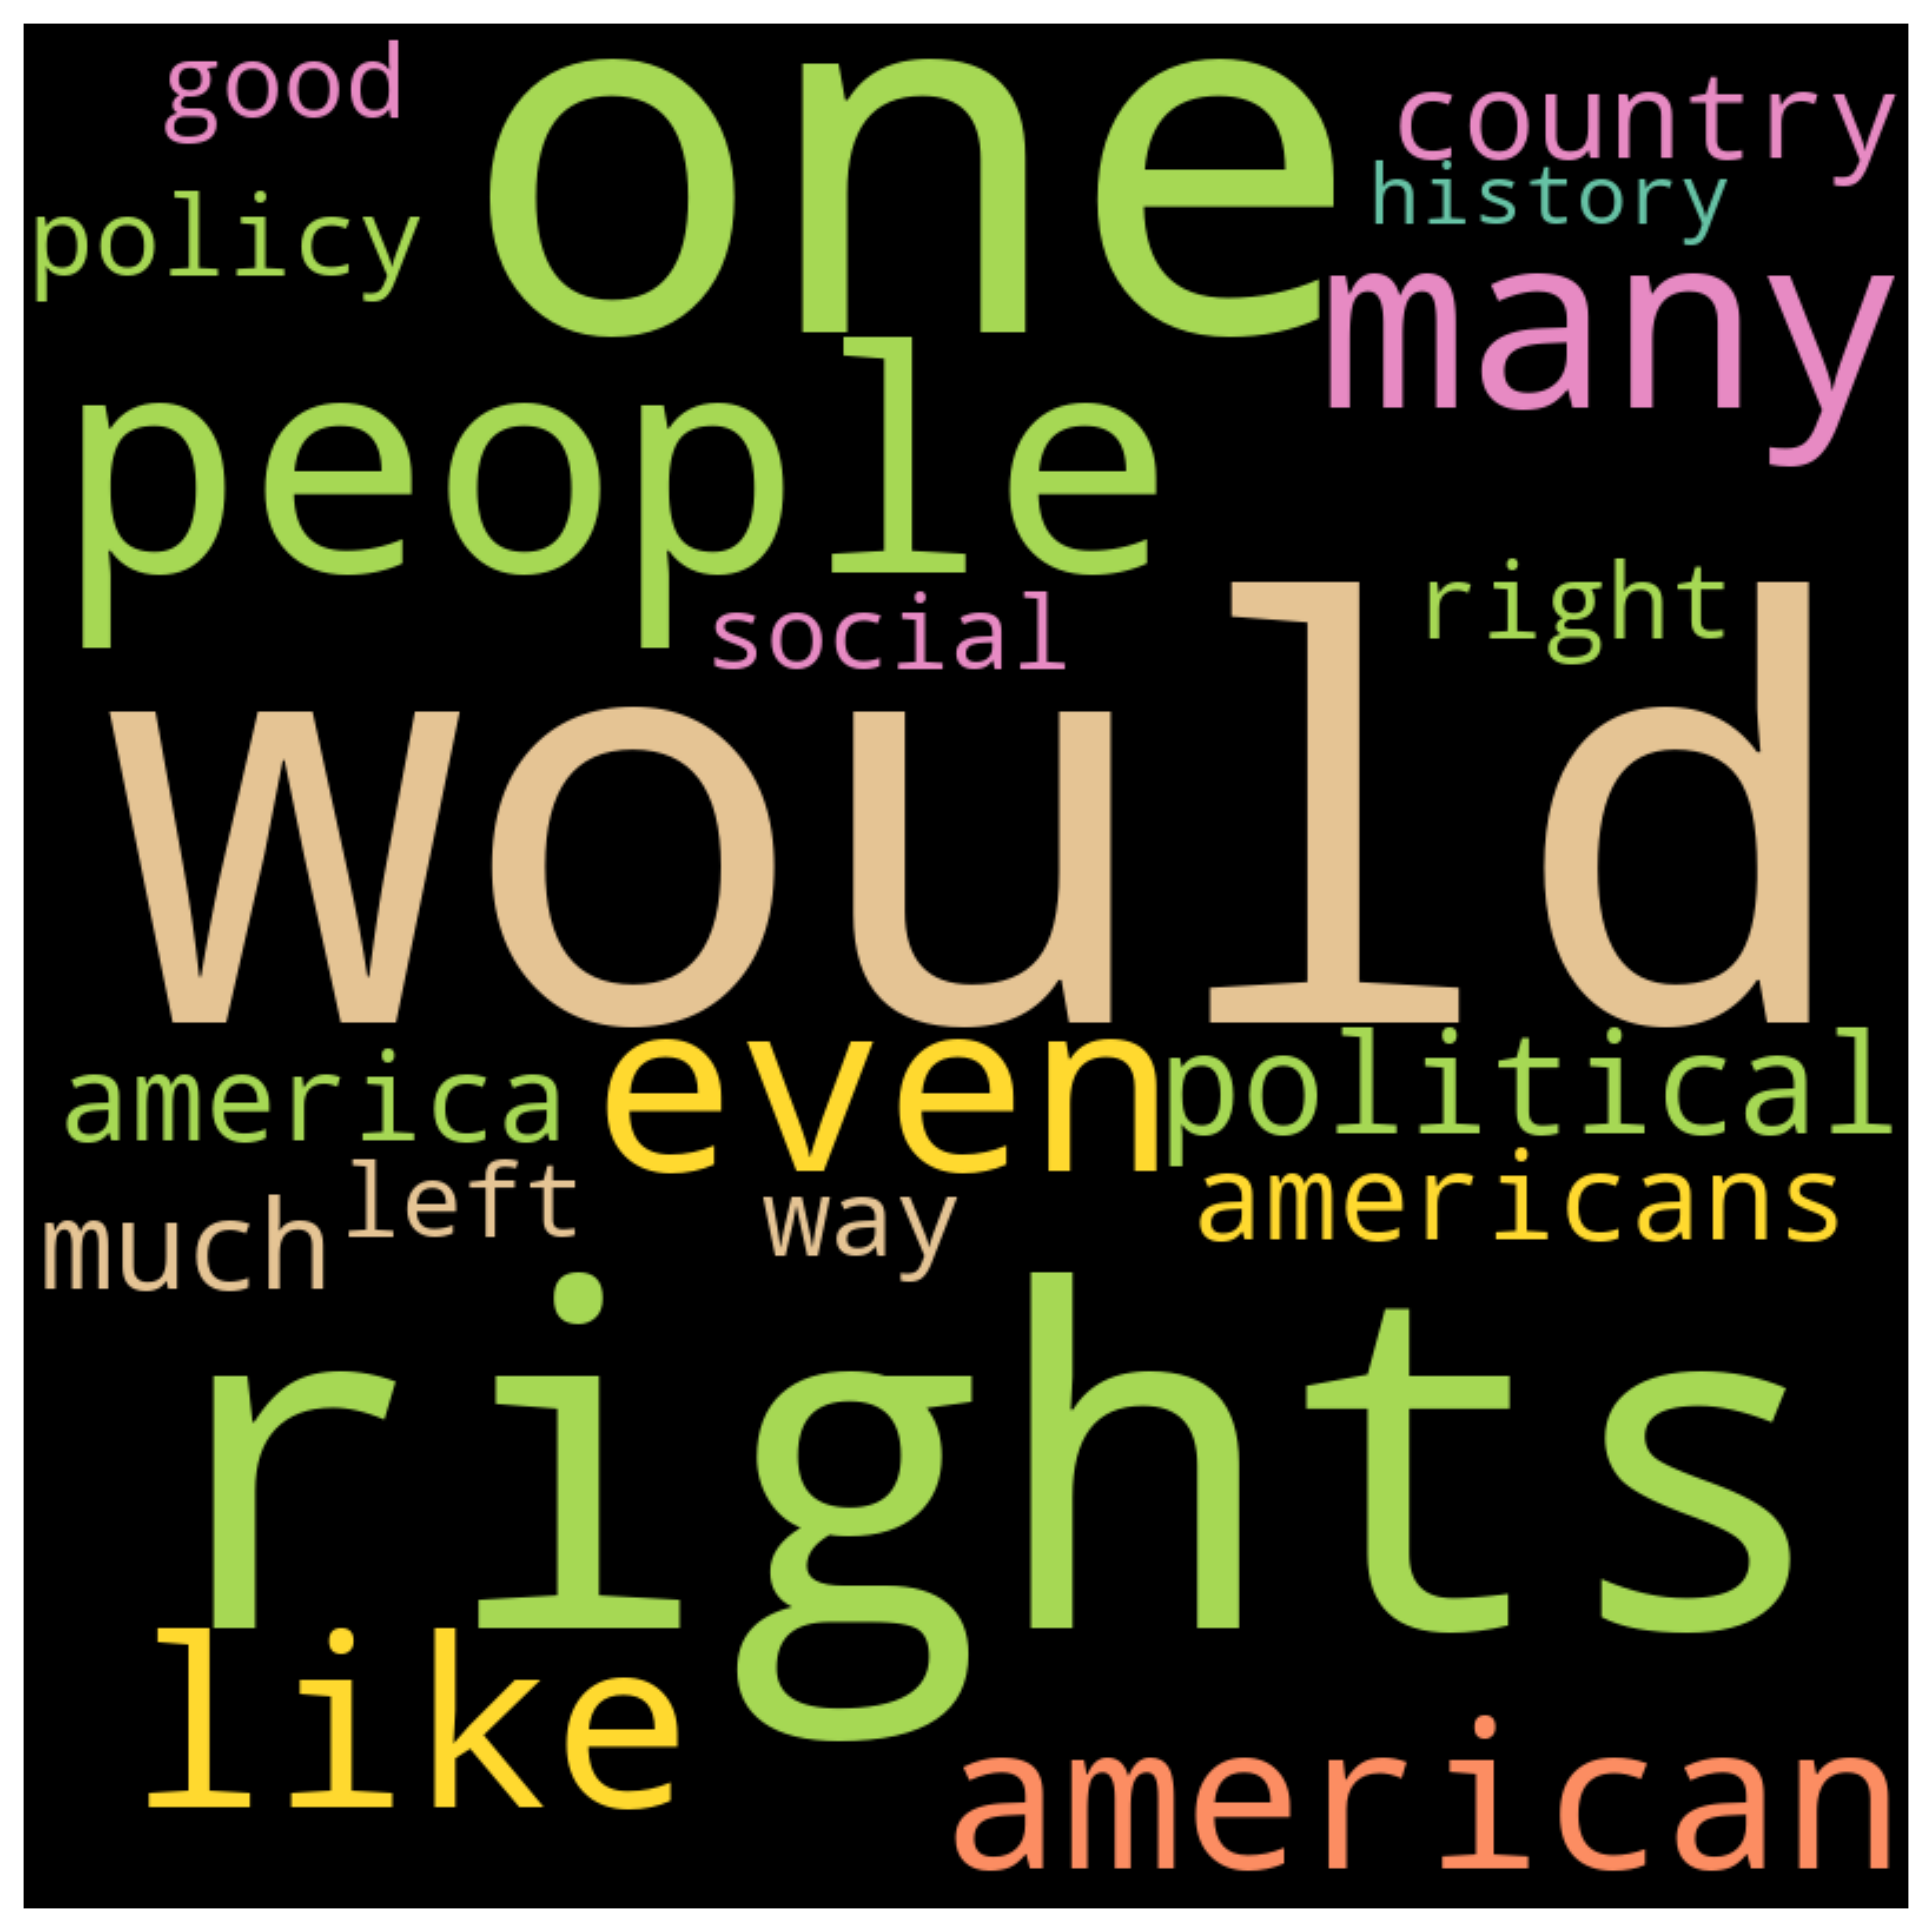 good
one
country
policy
history
many
people
social
right
would
america
even
political
left
much
way
americans
rights
like
american